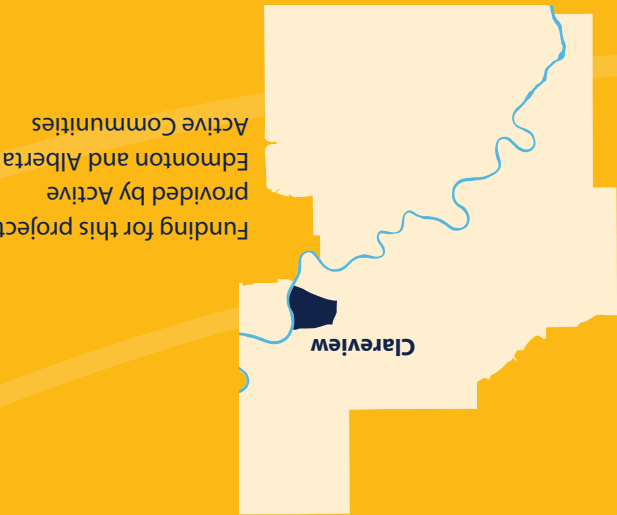 Clareview
Funding for this project
provided by Active
Edmonton and Alberta
Active Communities